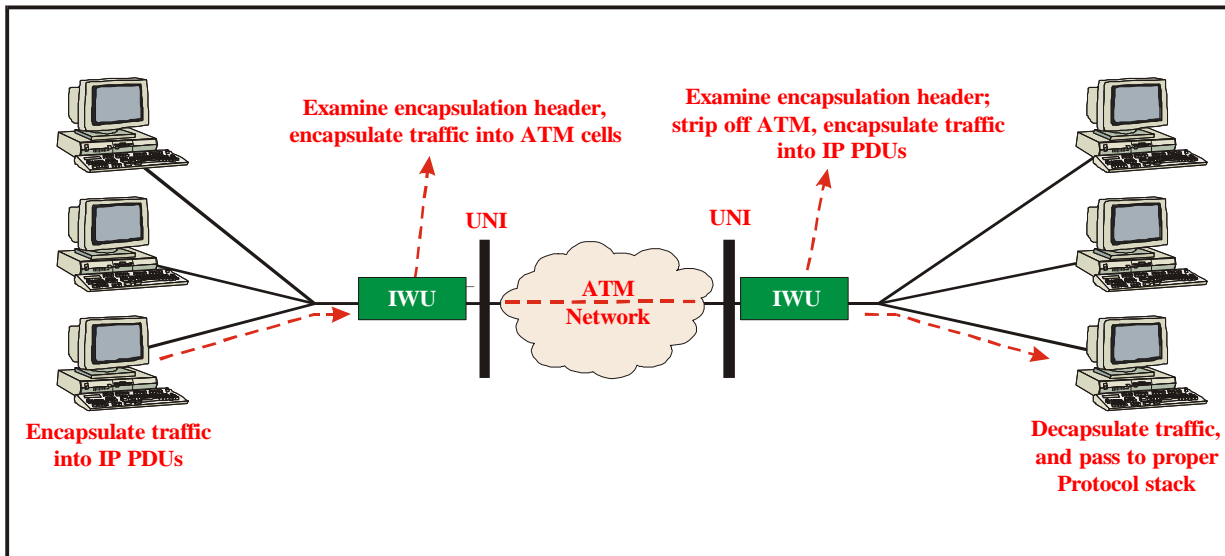 Examine encapsulation header,
encapsulate traffic into ATM cells
Examine encapsulation header;
strip off ATM, encapsulate traffic
into IP PDUs
UNI
UNI
IWU
ATM
Network
IWU
Encapsulate traffic
into IP PDUs
Decapsulate traffic,
and pass to proper
Protocol stack